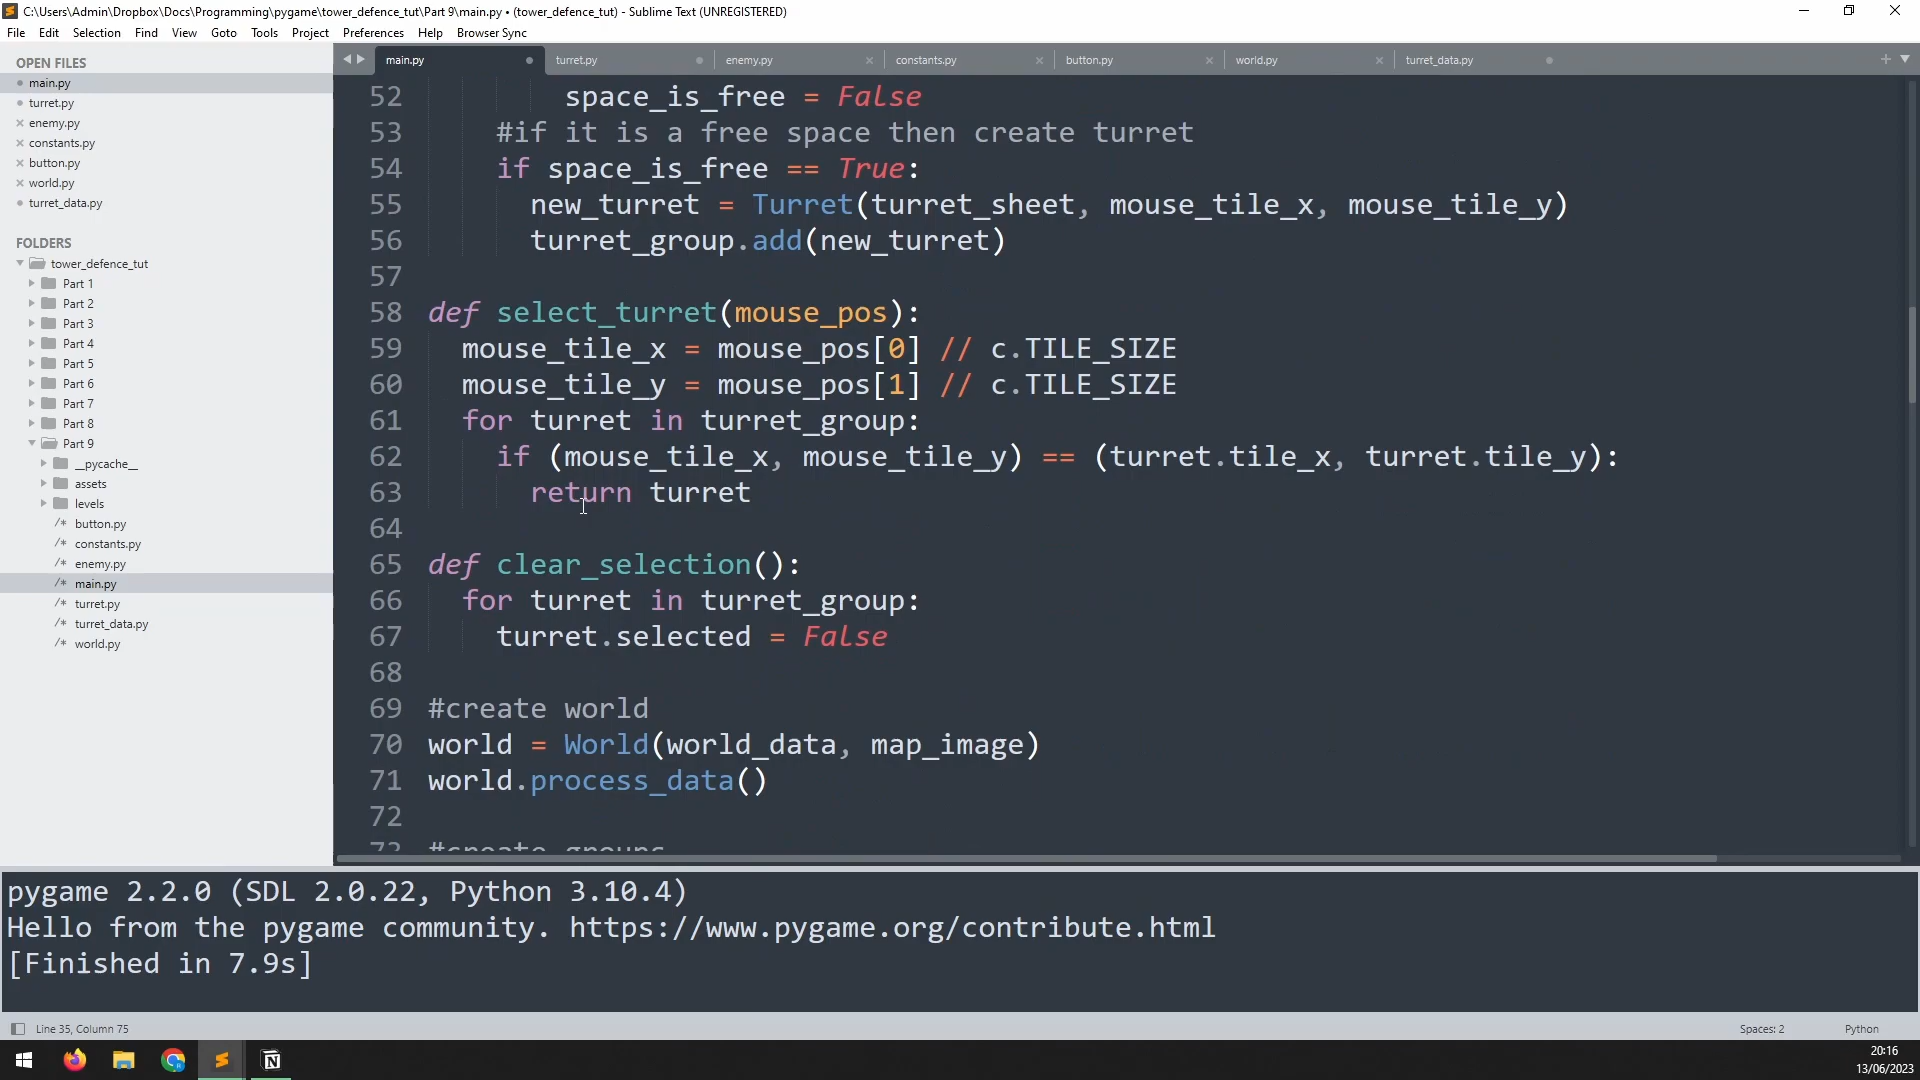 C:\Users\Admin\Dropbox\Docs\Programming\pygame\tower_defence_tut\Part 9\main.py • (tower_defence_tut) - Sublime Text (UNREGISTERED)
File Edit Selection Find View Goto Tools Project Preferences Help Browser Sync
OPEN FILES
main.py
turret.py
enemy.py
constants.py
button.py
world.py
turret_data.py
FOLDERS
tower_defence_tut
Part 1
Part 2
Part 3
Part 4
Part 5
Part 6
Part 7
Part 8
Part 9
__pycache__
assets
levels
/* button.py
/* constants.py
/* enemy.py
/* main.py
/* turret.py
/* turret_data.py
/* world.py
main.py turret.py enemy.py constants.py button.py world.py turret_data.py
52 space_is_free = False
53 #if it is a free space then create turret
54 if space_is_free == True:
55 new_turret = Turret(turret_sheet, mouse_tile_x, mouse_tile_y)
56 turret_group.add(new_turret)
57
58 def select_turret(mouse_pos):
59 mouse_tile_x = mouse_pos[0] // c.TILE_SIZE
60 mouse_tile_y = mouse_pos[1] // c.TILE_SIZE
61 for turret in turret_group:
62 if (mouse_tile_x, mouse_tile_y) == (turret.tile_x, turret.tile_y):
63 return turret
64
65 def clear_selection():
66 for turret in turret_group:
67 turret.selected = False
68
69 #create world
70 world = World(world_data, map_image)
71 world.process_data()
72
73 #create groups
pygame 2.2.0 (SDL 2.0.22, Python 3.10.4)
Hello from the pygame community. https://www.pygame.org/contribute.html
[Finished in 7.9s]
Line 35, Column 75 Spaces: 2 Python
20:16
13/06/2023